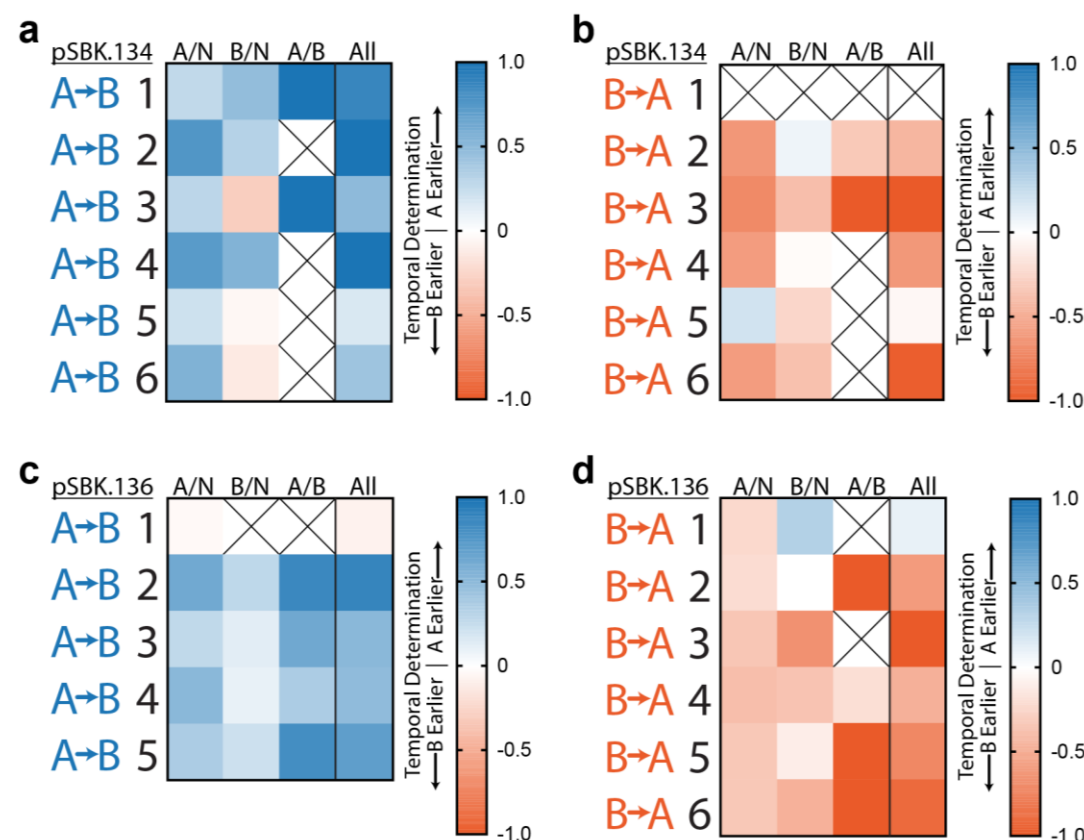 a
pSBK.134 A/N B/N A/B All
A→B 1
A→B 2
A→B 3
A→B 4
A→B 5
A→B 6
Temporal Determination
←B Earlier | A Earlier→
1.0
0.5
0
-0.5
-1.0
b
pSBK.134 A/N B/N A/B All
B→A 1
B→A 2
B→A 3
B→A 4
B→A 5
B→A 6
Temporal Determination
←B Earlier | A Earlier→
1.0
0.5
0
-0.5
-1.0
c
pSBK.136 A/N B/N A/B All
A→B 1
A→B 2
A→B 3
A→B 4
A→B 5
Temporal Determination
←B Earlier | A Earlier→
1.0
0.5
0
-0.5
-1.0
d
pSBK.136 A/N B/N A/B All
B→A 1
B→A 2
B→A 3
B→A 4
B→A 5
B→A 6
Temporal Determination
←B Earlier | A Earlier→
1.0
0.5
0
-0.5
-1.0